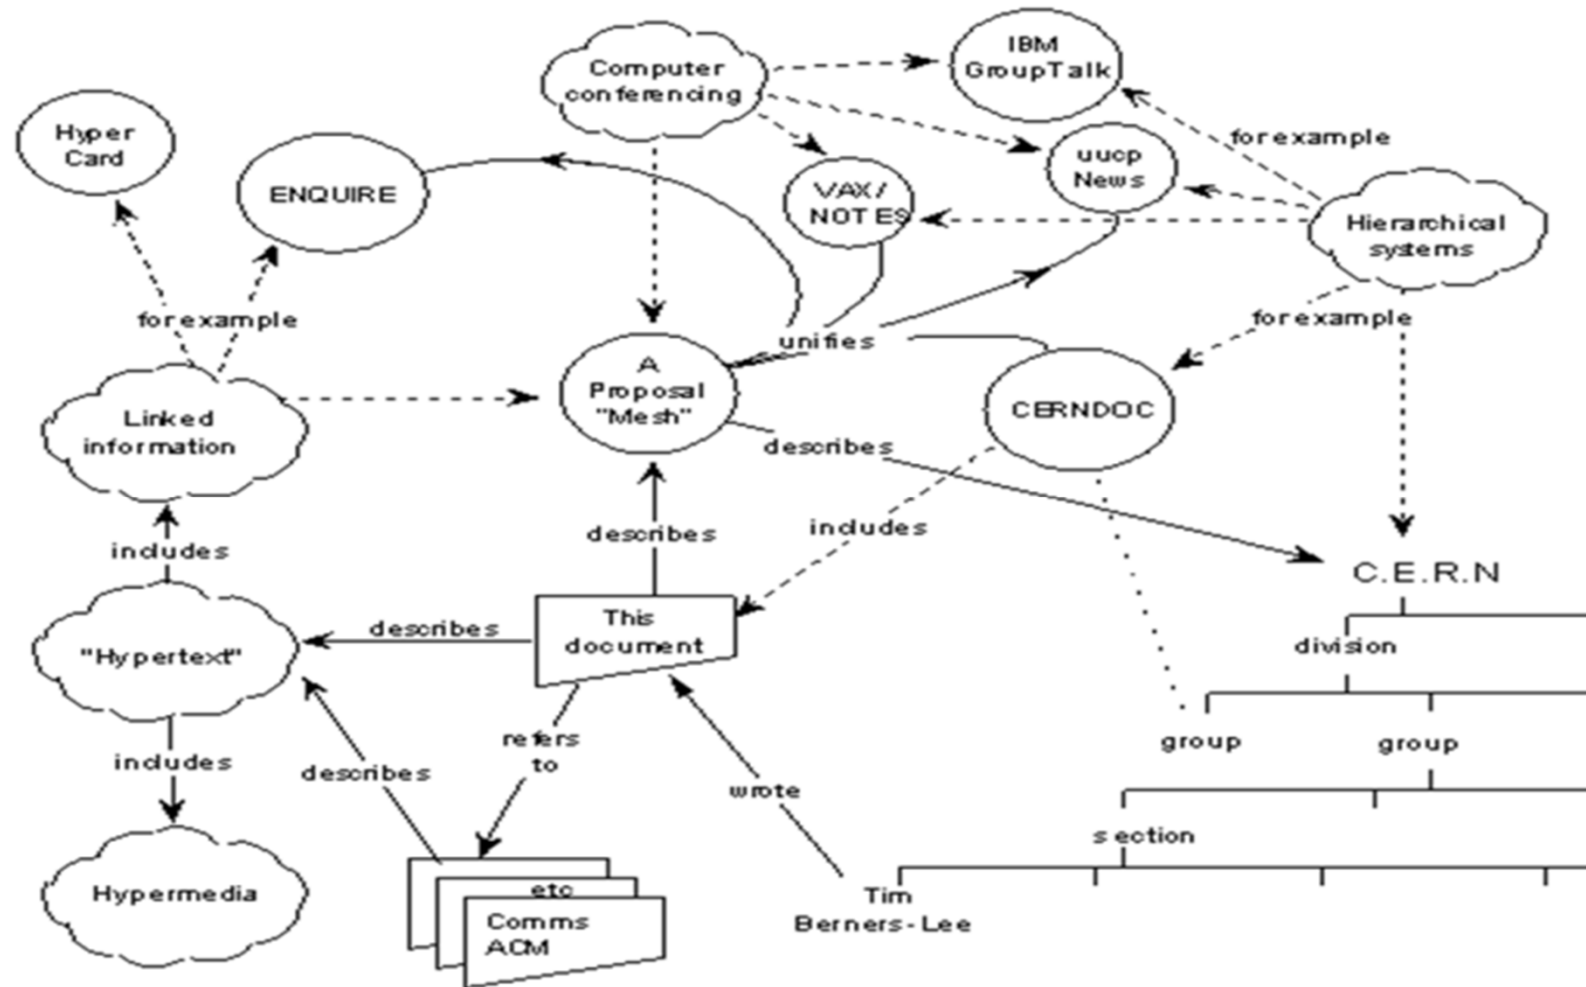 IBM
GroupTalk
Computer
conferencing
Hyper
Card
for example
uucp
News
ENQUIRE
VAX/
NOTES
Hierarchical
systems
for example
for example
unifies
A
Proposal
"Mesh"
CERNDOC
Linked
information
describes
includes
describes
includes
C.E.R.N
This
document
describes
division
"Hypertext"
refers
to
group
group
includes
describes
wrote
section
etc
Comms
ACM
Hypermedia
Tim
Berners-Lee